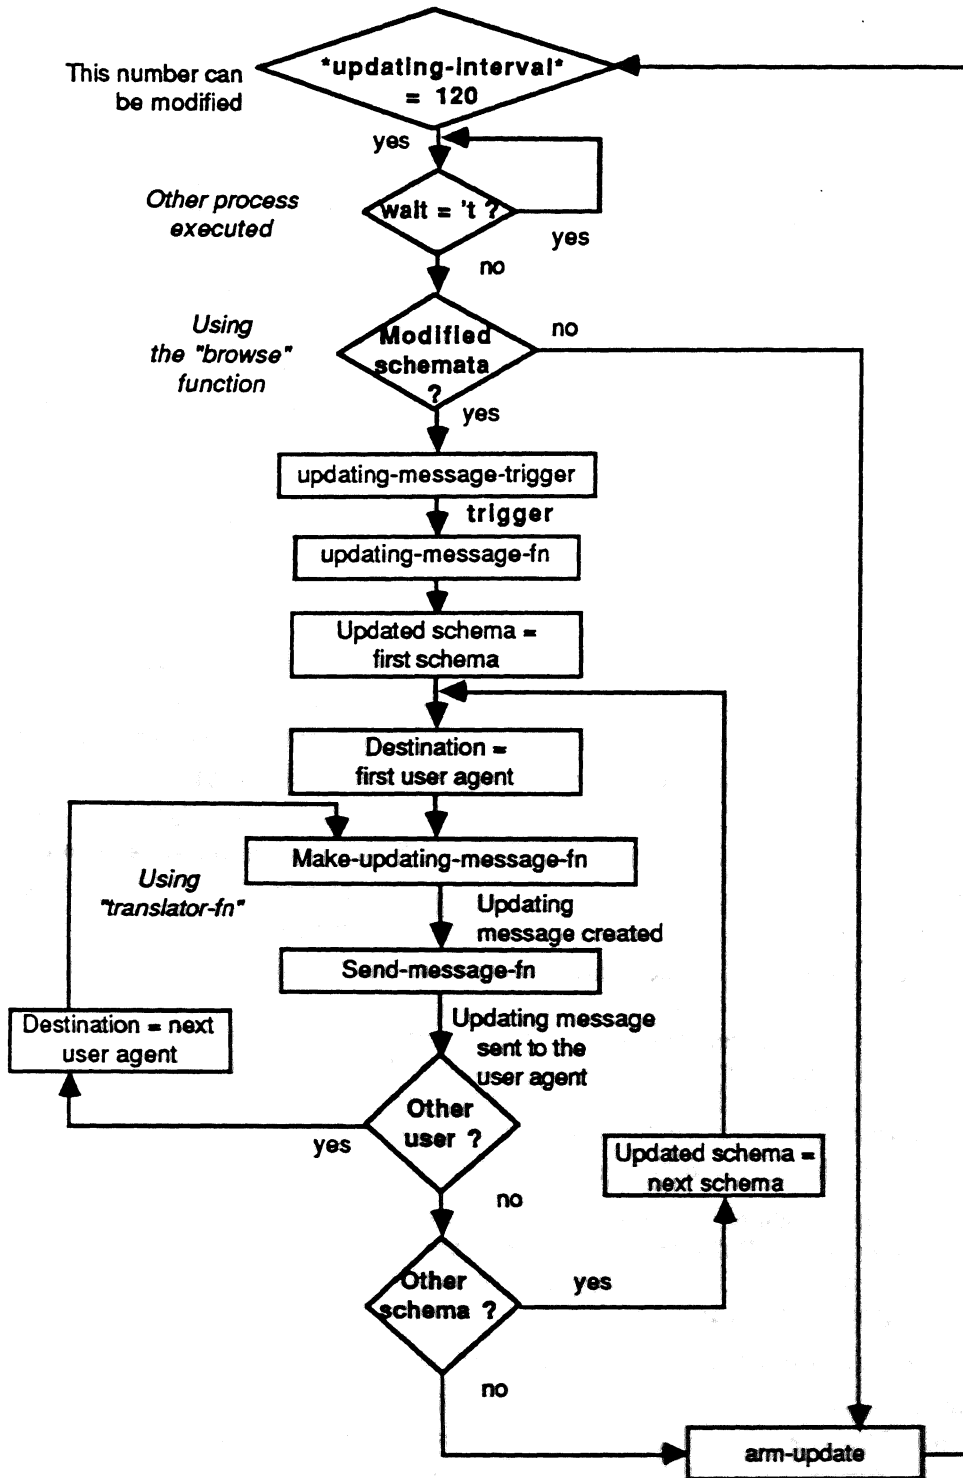 *updating-interval*
= 120
This number can
be modified
yes
Other process
executed
wait = 't ?
yes
no
Using
the "browse"
function
Modified
schemata
?
no
yes
updating-message-trigger
trigger
updating-message-fn
Updated schema =
first schema
Destination =
first user agent
Make-updating-message-fn
Using
"translator-fn"
Updating
message created
Send-message-fn
Destination = next
user agent
Updating message
sent to the
user agent
Other
user ?
yes
no
Updated schema =
next schema
Other
schema ?
yes
no
arm-update